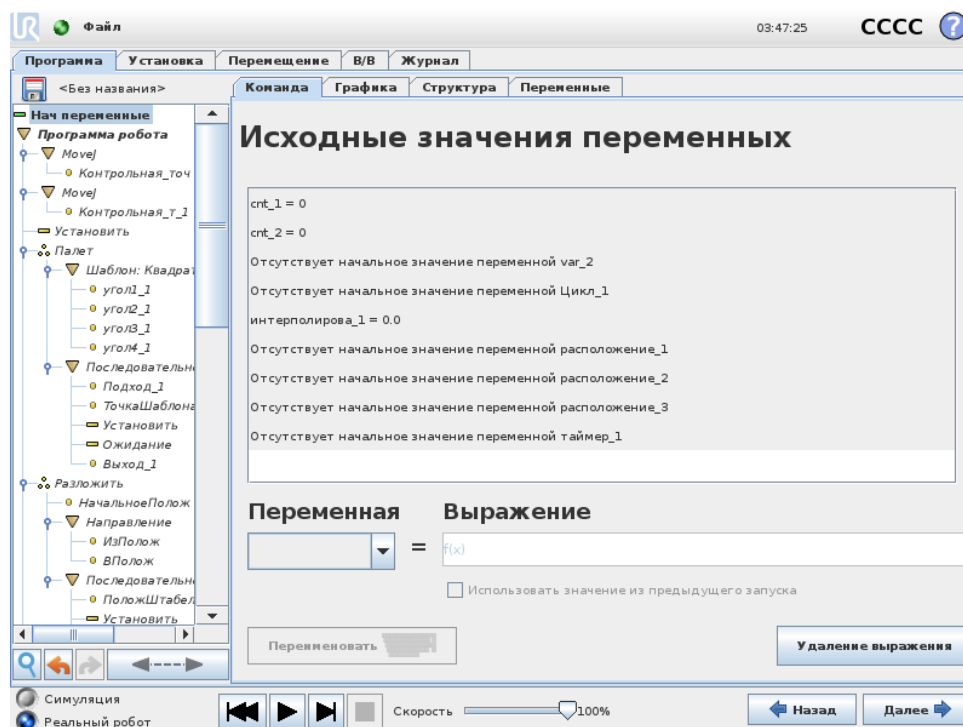 UR Файл 03:47:25 CCCC ?
Программа Установка Перемещение В/В Журнал
<Без названия> Команда Графика Структура Переменные
Нач переменные
Программа робота
MoveJ
Контрольная_точ
MoveJ
Контрольная_т_1
Установить
Палет
Шаблон: Квадрат
угол1_1
угол2_1
угол3_1
угол4_1
Последовательн
Подход_1
ТочкаШаблона
Установить
Ожидание
Выход_1
Разложить
НачальноеПолож
Направление
ИзПолож
ВПолож
Последовательн
ПоложШтабел
Установить
Исходные значения переменных
cnt_1 = 0
cnt_2 = 0
Отсутствует начальное значение переменной var_2
Отсутствует начальное значение переменной Цикл_1
интерполирова_1 = 0.0
Отсутствует начальное значение переменной расположение_1
Отсутствует начальное значение переменной расположение_2
Отсутствует начальное значение переменной расположение_3
Отсутствует начальное значение переменной таймер_1
Переменная Выражение
= f(x)
Использовать значение из предыдущего запуска
Переименовать Удаление выражения
Симуляция
Реальный робот
Скорость 100% Назад Далее